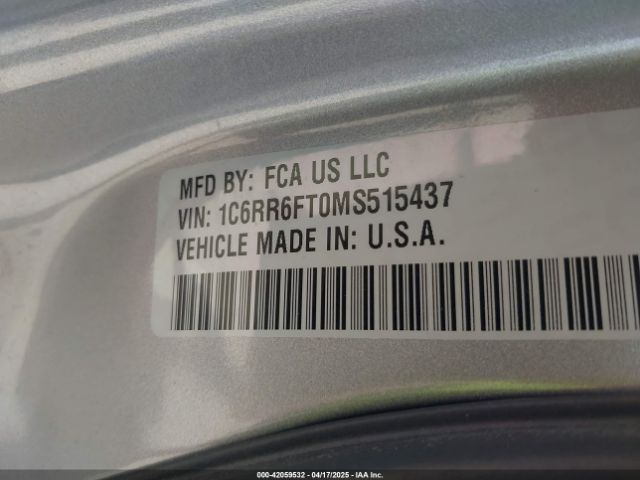 MFD BY: FCA US LLC
VIN: 1C6RR6FT0MS515437
VEHICLE MADE IN: U.S.A.
000-42059532 - 04/17/2025 - IAA Inc.